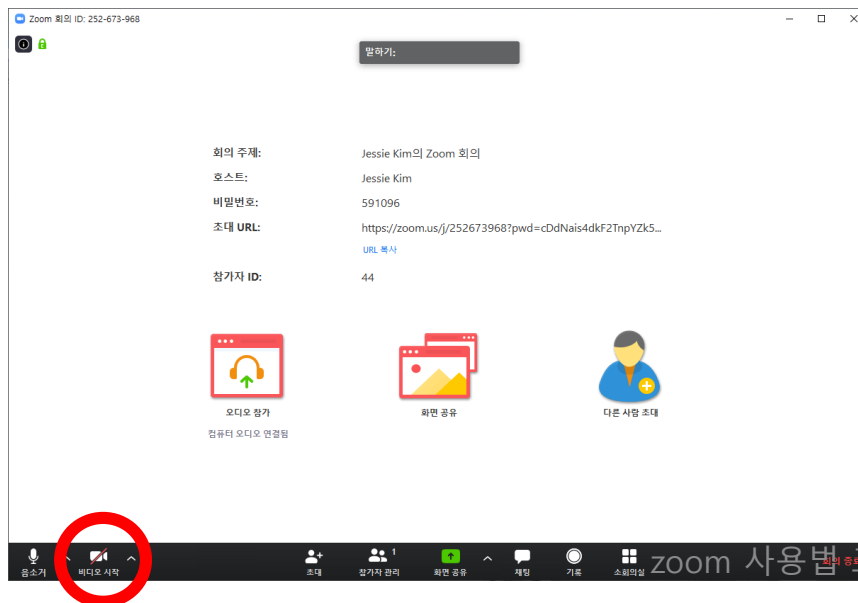 Zoom 회의 ID: 252-673-968
말하기:
회의 주제: Jessie Kim의 Zoom 회의
호스트: Jessie Kim
비밀번호: 591096
초대 URL: https://zoom.us/j/252673968?pwd=cDdNais4dkF2TnpYZk5...
URL 복사
참가자 ID: 44
오디오 참가 화면 공유 다른 사람 초대
컴퓨터 오디오 연결됨
음소거 비디오 시작 초대 참가자 관리 1 화면 공유 채팅 기록 소회의실
zoom 사용법